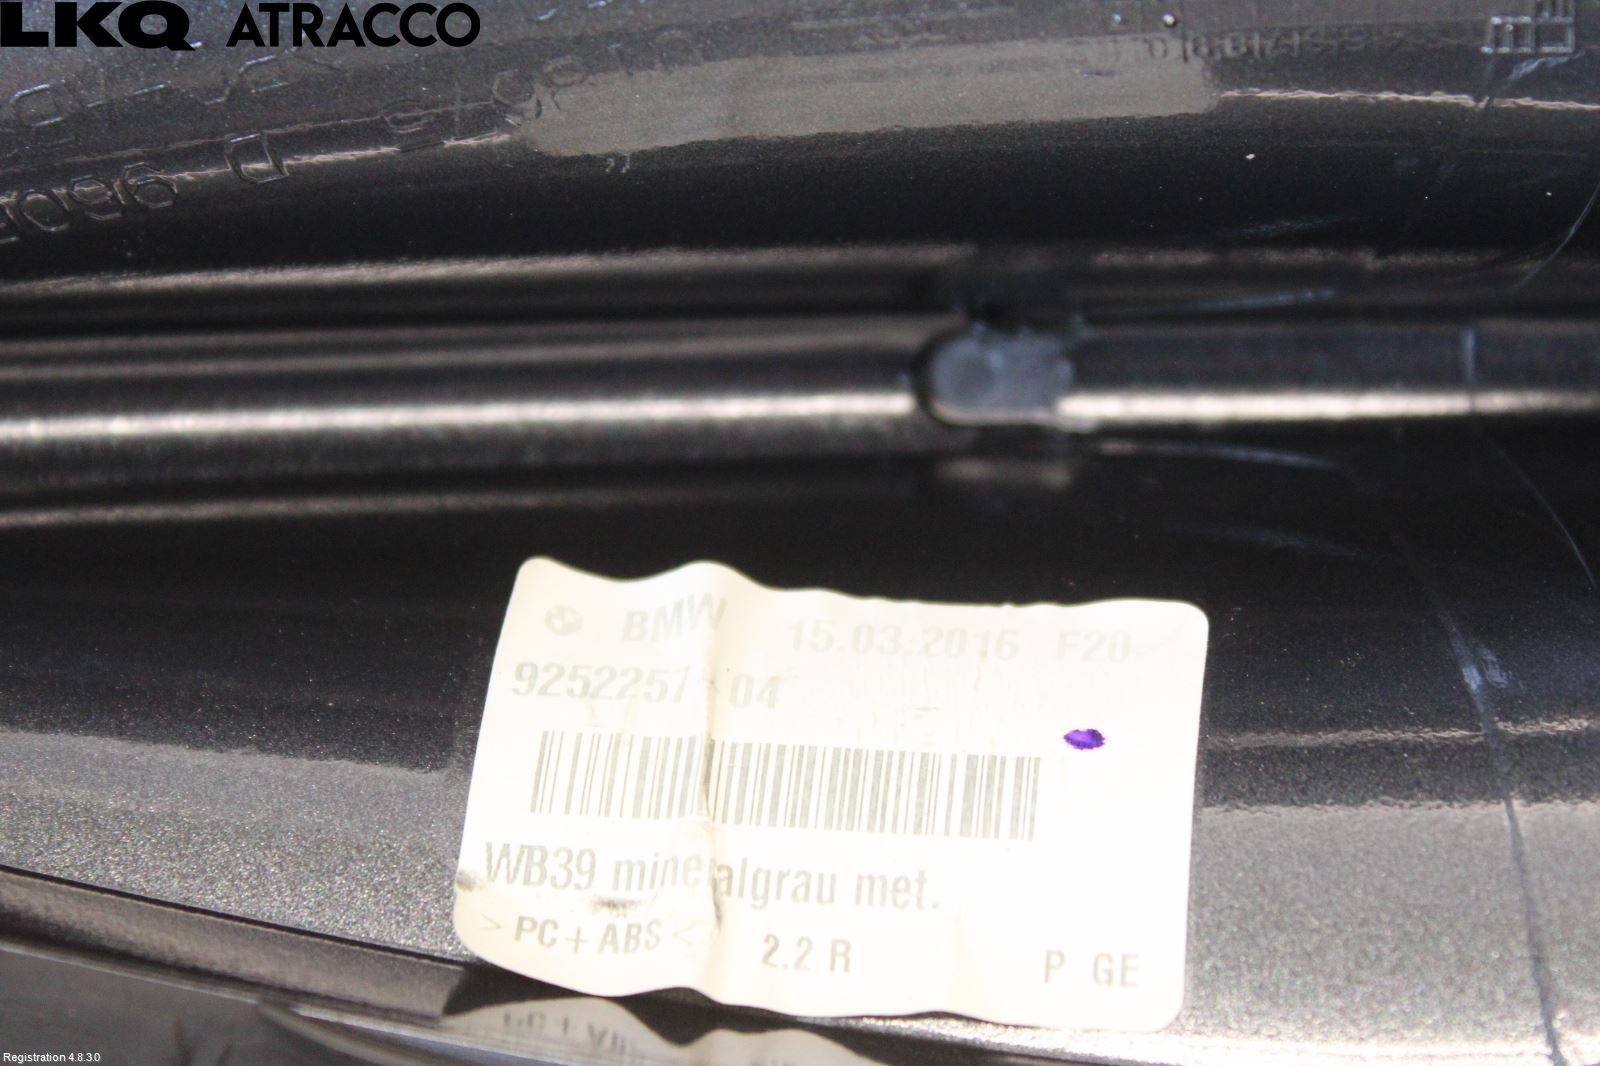 LKQ ATRACCO
BMW 15.03.2016 F20
9252257 04
WB39 mineralgrau met.
> PC + ABS < 2.2 R P GE
Registration 4.8.3.0